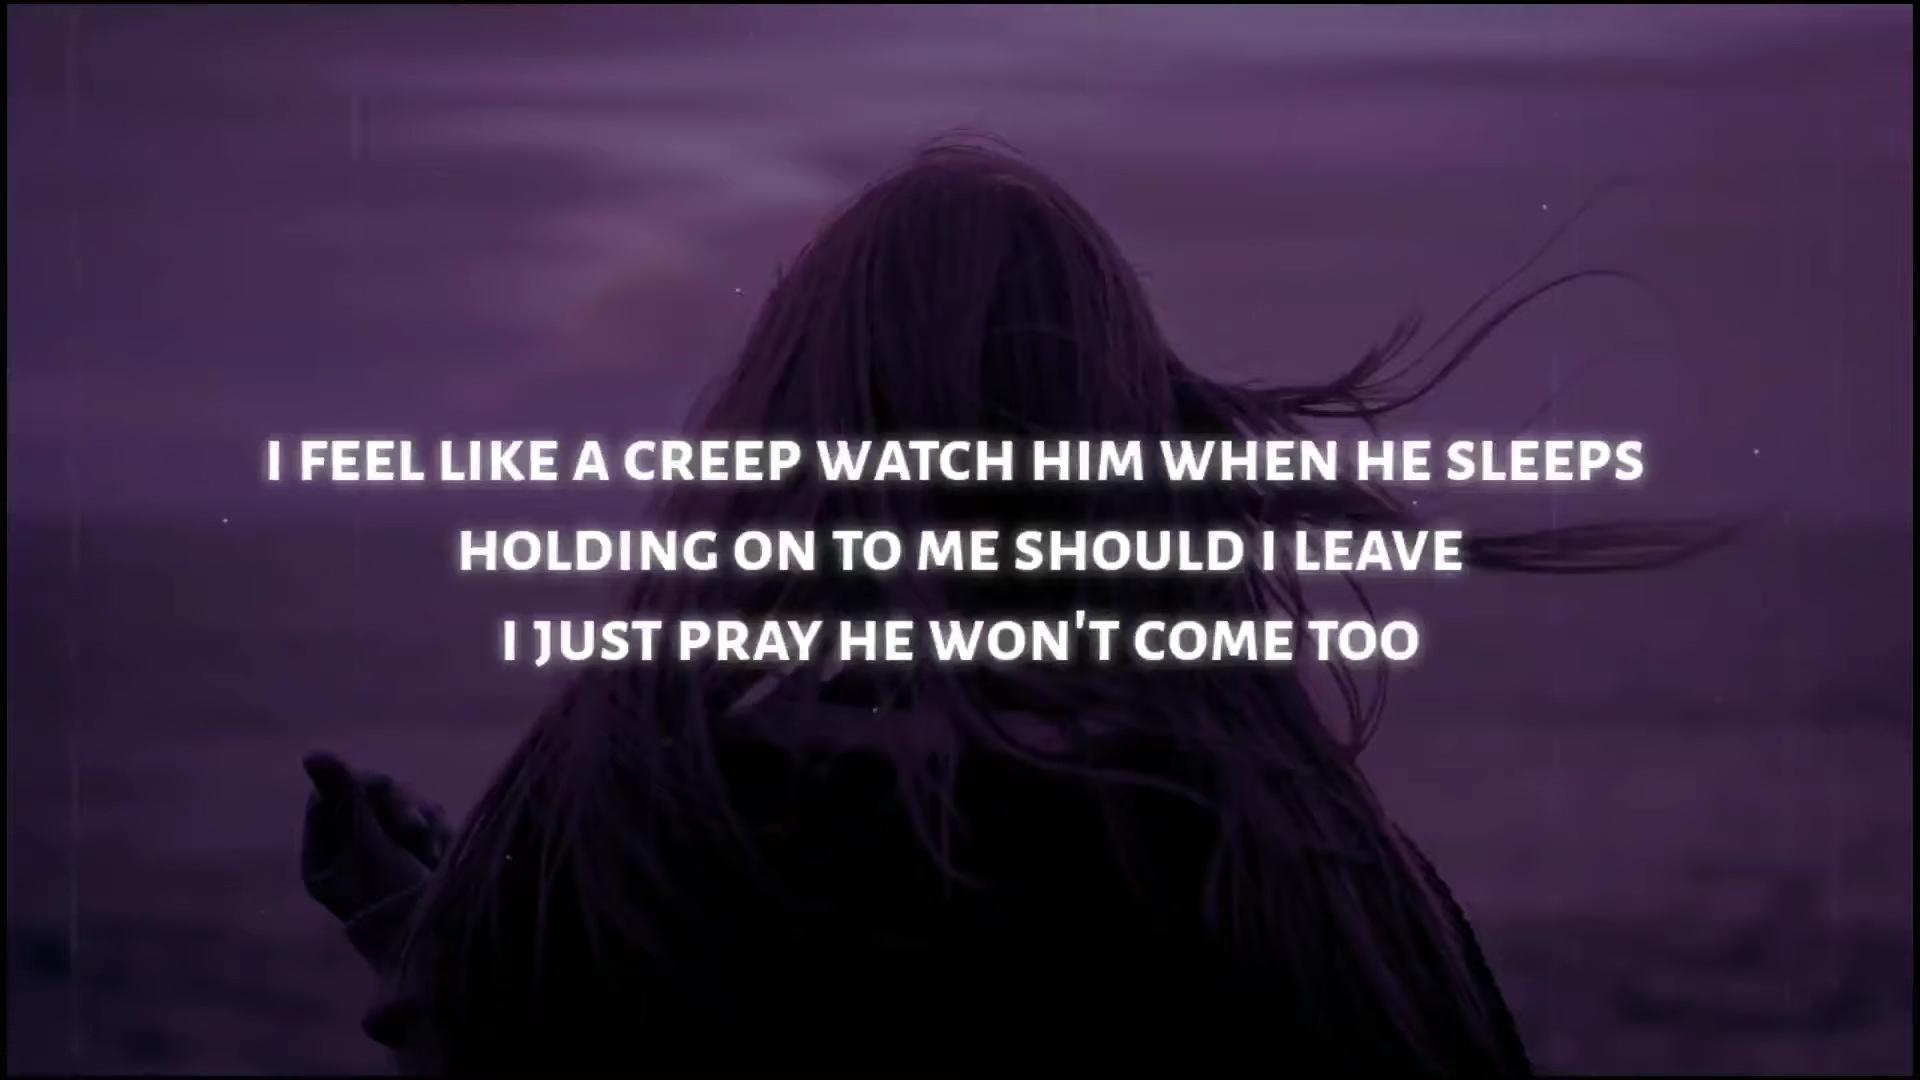 I FEEL LIKE A CREEP WATCH HIM WHEN HE SLEEPS
HOLDING ON TO ME SHOULD I LEAVE
I JUST PRAY HE WON'T COME TOO